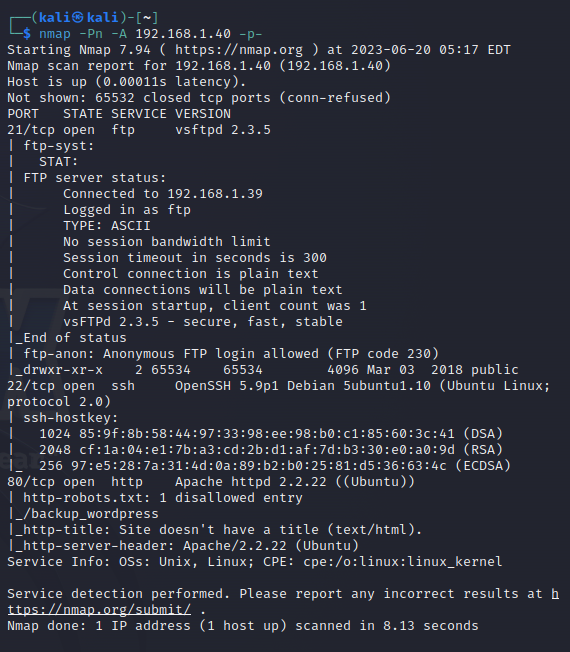 ┌──(kali㉿kali)-[~]
└─$ nmap -Pn -A 192.168.1.40 -p-
Starting Nmap 7.94 ( https://nmap.org ) at 2023-06-20 05:17 EDT
Nmap scan report for 192.168.1.40 (192.168.1.40)
Host is up (0.00011s latency).
Not shown: 65532 closed tcp ports (conn-refused)
PORT   STATE SERVICE VERSION
21/tcp open  ftp     vsftpd 2.3.5
| ftp-syst:
|   STAT:
| FTP server status:
|      Connected to 192.168.1.39
|      Logged in as ftp
|      TYPE: ASCII
|      No session bandwidth limit
|      Session timeout in seconds is 300
|      Control connection is plain text
|      Data connections will be plain text
|      At session startup, client count was 1
|      vsFTPd 2.3.5 - secure, fast, stable
|_End of status
| ftp-anon: Anonymous FTP login allowed (FTP code 230)
|_drwxr-xr-x    2 65534    65534        4096 Mar 03  2018 public
22/tcp open  ssh     OpenSSH 5.9p1 Debian 5ubuntu1.10 (Ubuntu Linux;
protocol 2.0)
| ssh-hostkey:
|   1024 85:9f:8b:58:44:97:33:98:ee:98:b0:c1:85:60:3c:41 (DSA)
|   2048 cf:1a:04:e1:7b:a3:cd:2b:d1:af:7d:b3:30:e0:a0:9d (RSA)
|_  256 97:e5:28:7a:31:4d:0a:89:b2:b0:25:81:d5:36:63:4c (ECDSA)
80/tcp open  http    Apache httpd 2.2.22 ((Ubuntu))
| http-robots.txt: 1 disallowed entry
|_/backup_wordpress
|_http-title: Site doesn't have a title (text/html).
|_http-server-header: Apache/2.2.22 (Ubuntu)
Service Info: OSs: Unix, Linux; CPE: cpe:/o:linux:linux_kernel

Service detection performed. Please report any incorrect results at h
ttps://nmap.org/submit/ .
Nmap done: 1 IP address (1 host up) scanned in 8.13 seconds